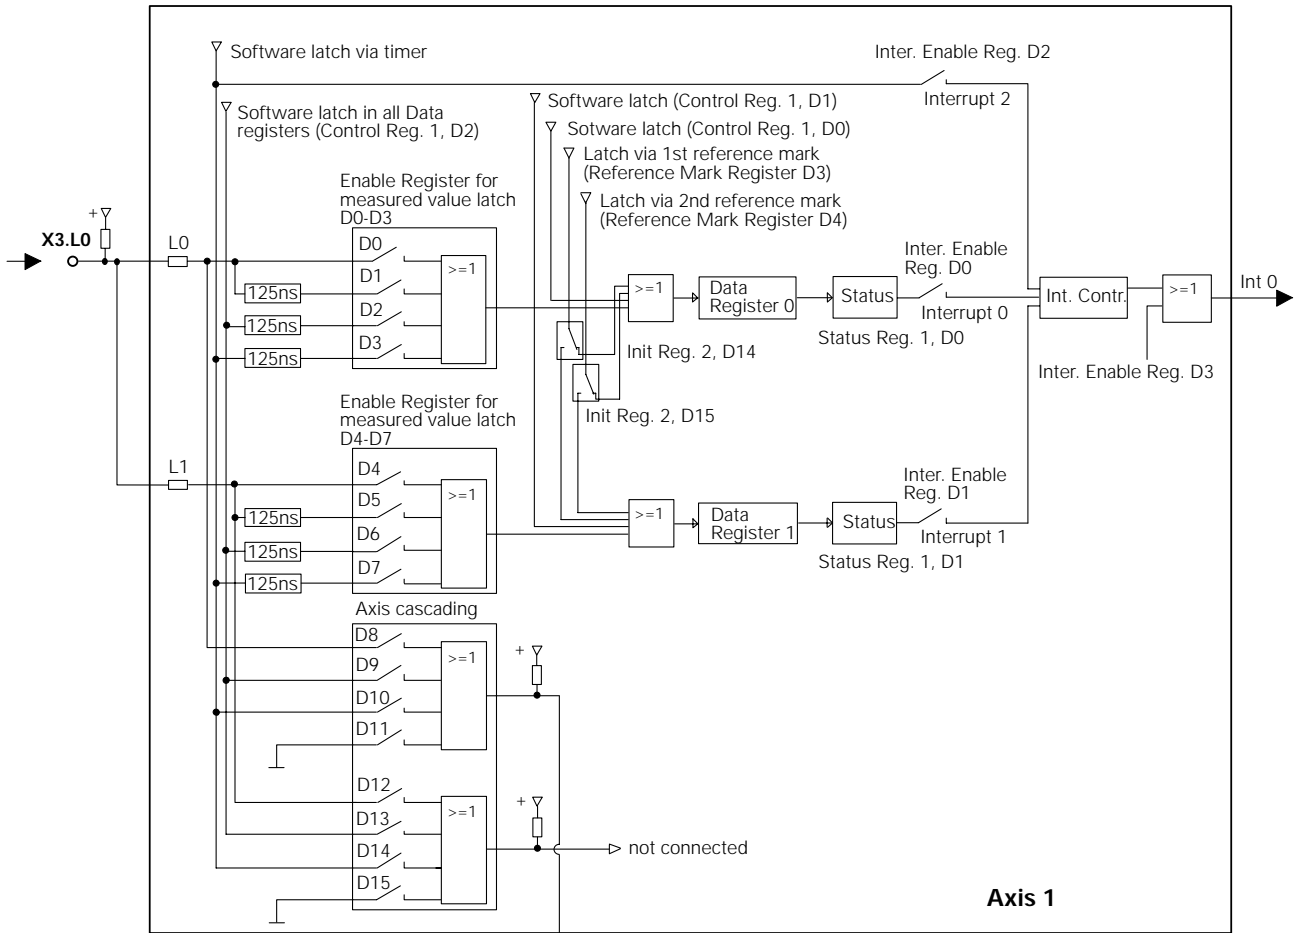 Software latch via timer
Inter. Enable Reg. D2
Interrupt 2
Software latch in all Data
registers (Control Reg. 1, D2)
Software latch (Control Reg. 1, D1)
Sotware latch (Control Reg. 1, D0)
Latch via 1st reference mark
(Reference Mark Register D3)
Latch via 2nd reference mark
(Reference Mark Register D4)
Enable Register for
measured value latch
D0-D3
+
X3.L0
L0
D0
D1
D2
D3
125ns
125ns
125ns
>=1
>=1
Data
Register 0
Status
Status Reg. 1, D0
Inter. Enable
Reg. D0
Interrupt 0
Int. Contr.
>=1
Int 0
Inter. Enable Reg. D3
Init Reg. 2, D14
Init Reg. 2, D15
Enable Register for
measured value latch
D4-D7
L1
D4
D5
D6
D7
125ns
125ns
125ns
>=1
>=1
Data
Register 1
Status
Status Reg. 1, D1
Inter. Enable
Reg. D1
Interrupt 1
Axis cascading
D8
D9
D10
D11
>=1
+
D12
D13
D14
D15
>=1
+
not connected
Axis 1